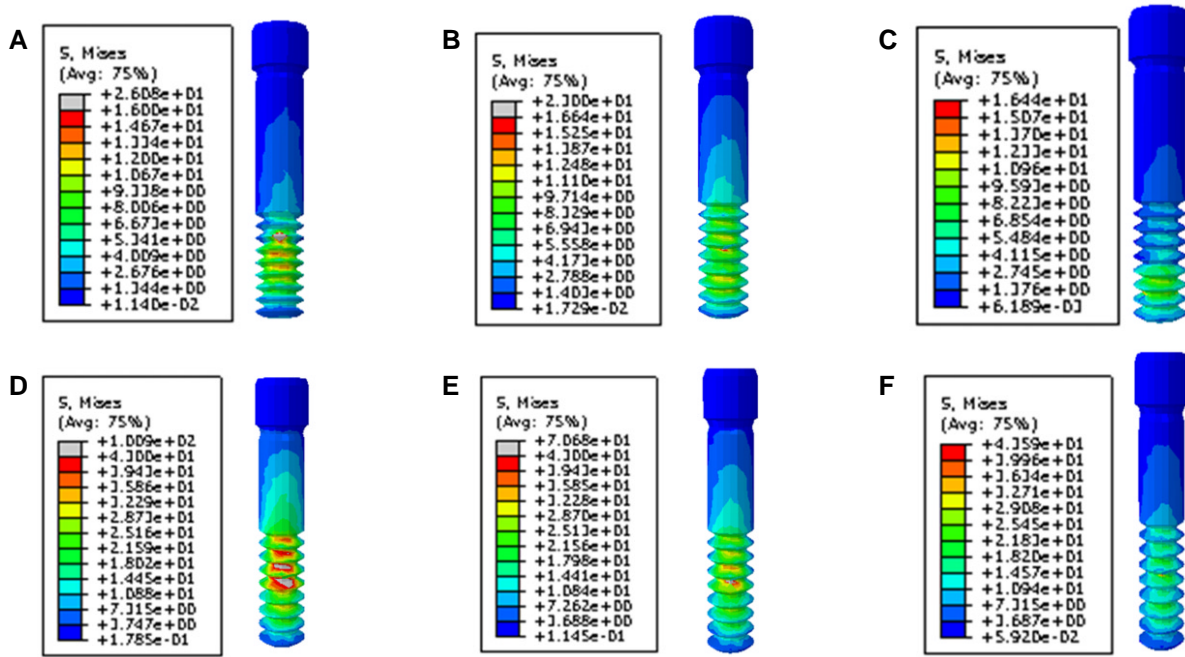 A
S, Mises
(Avg: 75%)
+2.608e+01
+1.600e+01
+1.467e+01
+1.334e+01
+1.200e+01
+1.067e+01
+9.338e+00
+8.006e+00
+6.673e+00
+5.341e+00
+4.009e+00
+2.676e+00
+1.344e+00
+1.140e-02
B
S, Mises
(Avg: 75%)
+2.300e+01
+1.664e+01
+1.525e+01
+1.387e+01
+1.248e+01
+1.110e+01
+9.714e+00
+8.329e+00
+6.943e+00
+5.558e+00
+4.173e+00
+2.788e+00
+1.403e+00
+1.729e-02
C
S, Mises
(Avg: 75%)
+1.644e+01
+1.507e+01
+1.370e+01
+1.233e+01
+1.096e+01
+9.593e+00
+8.223e+00
+6.854e+00
+5.484e+00
+4.115e+00
+2.745e+00
+1.376e+00
+6.189e-03
D
S, Mises
(Avg: 75%)
+1.009e+02
+4.300e+01
+3.943e+01
+3.586e+01
+3.229e+01
+2.873e+01
+2.516e+01
+2.159e+01
+1.802e+01
+1.445e+01
+1.088e+01
+7.315e+00
+3.747e+00
+1.785e-01
E
S, Mises
(Avg: 75%)
+7.068e+01
+4.300e+01
+3.943e+01
+3.585e+01
+3.228e+01
+2.870e+01
+2.513e+01
+2.156e+01
+1.798e+01
+1.441e+01
+1.084e+01
+7.262e+00
+3.688e+00
+1.145e-01
F
S, Mises
(Avg: 75%)
+4.359e+01
+3.996e+01
+3.634e+01
+3.271e+01
+2.908e+01
+2.545e+01
+2.183e+01
+1.820e+01
+1.457e+01
+1.094e+01
+7.315e+00
+3.687e+00
+5.920e-02